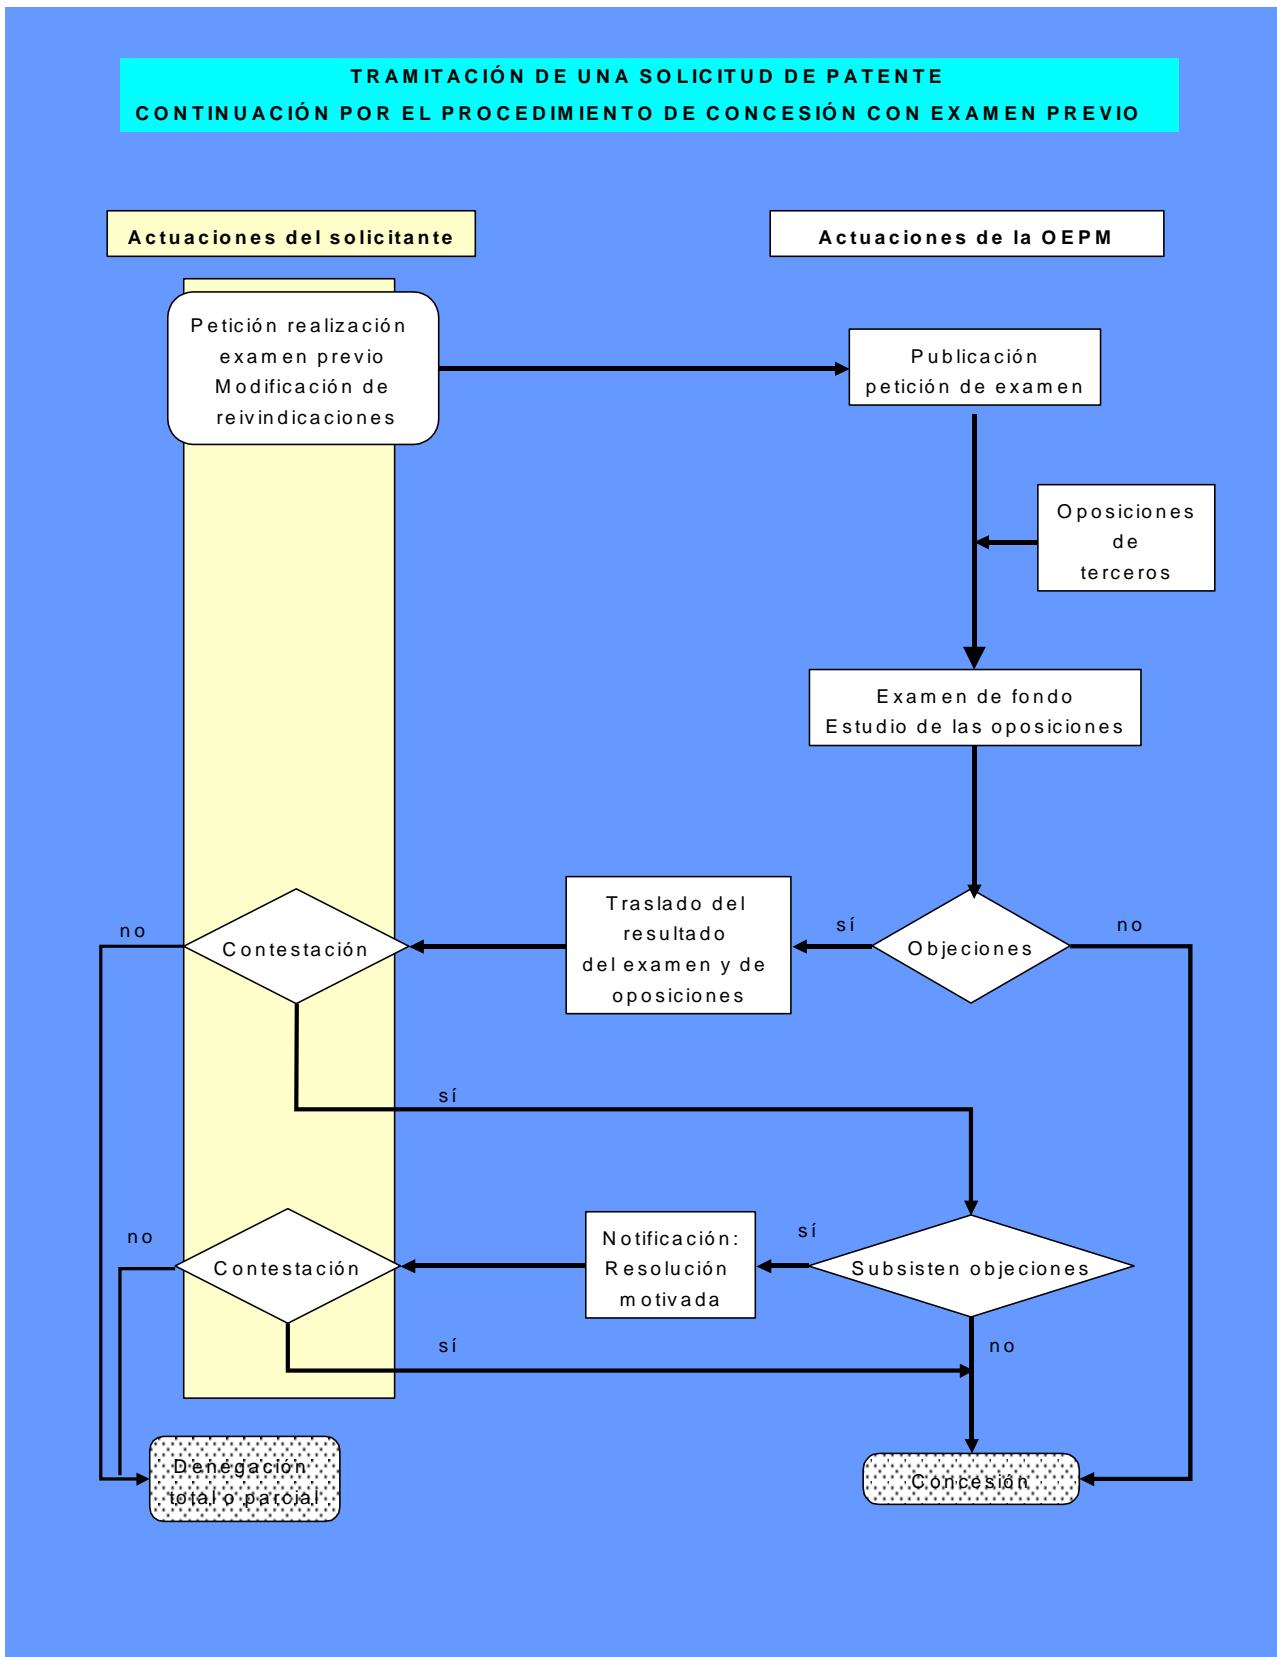 TRAMITACIÓN DE UNA SOLICITUD DE PATENTE
CONTINUACIÓN POR EL PROCEDIMIENTO DE CONCESIÓN CON EXAMEN PREVIO
Actuaciones del solicitante
Actuaciones de la OEPM
Petición realización
examen previo
Modificación de
reivindicaciones
Publicación
petición de examen
Oposiciones
de
terceros
Examen de fondo
Estudio de las oposiciones
no
Contestación
Traslado del
resultado
del examen y de
oposiciones
sí
Objeciones
no
sí
no
Contestación
Notificación:
Resolución
motivada
sí
Subsisten objeciones
sí
no
Denegación
total o parcial
Concesión